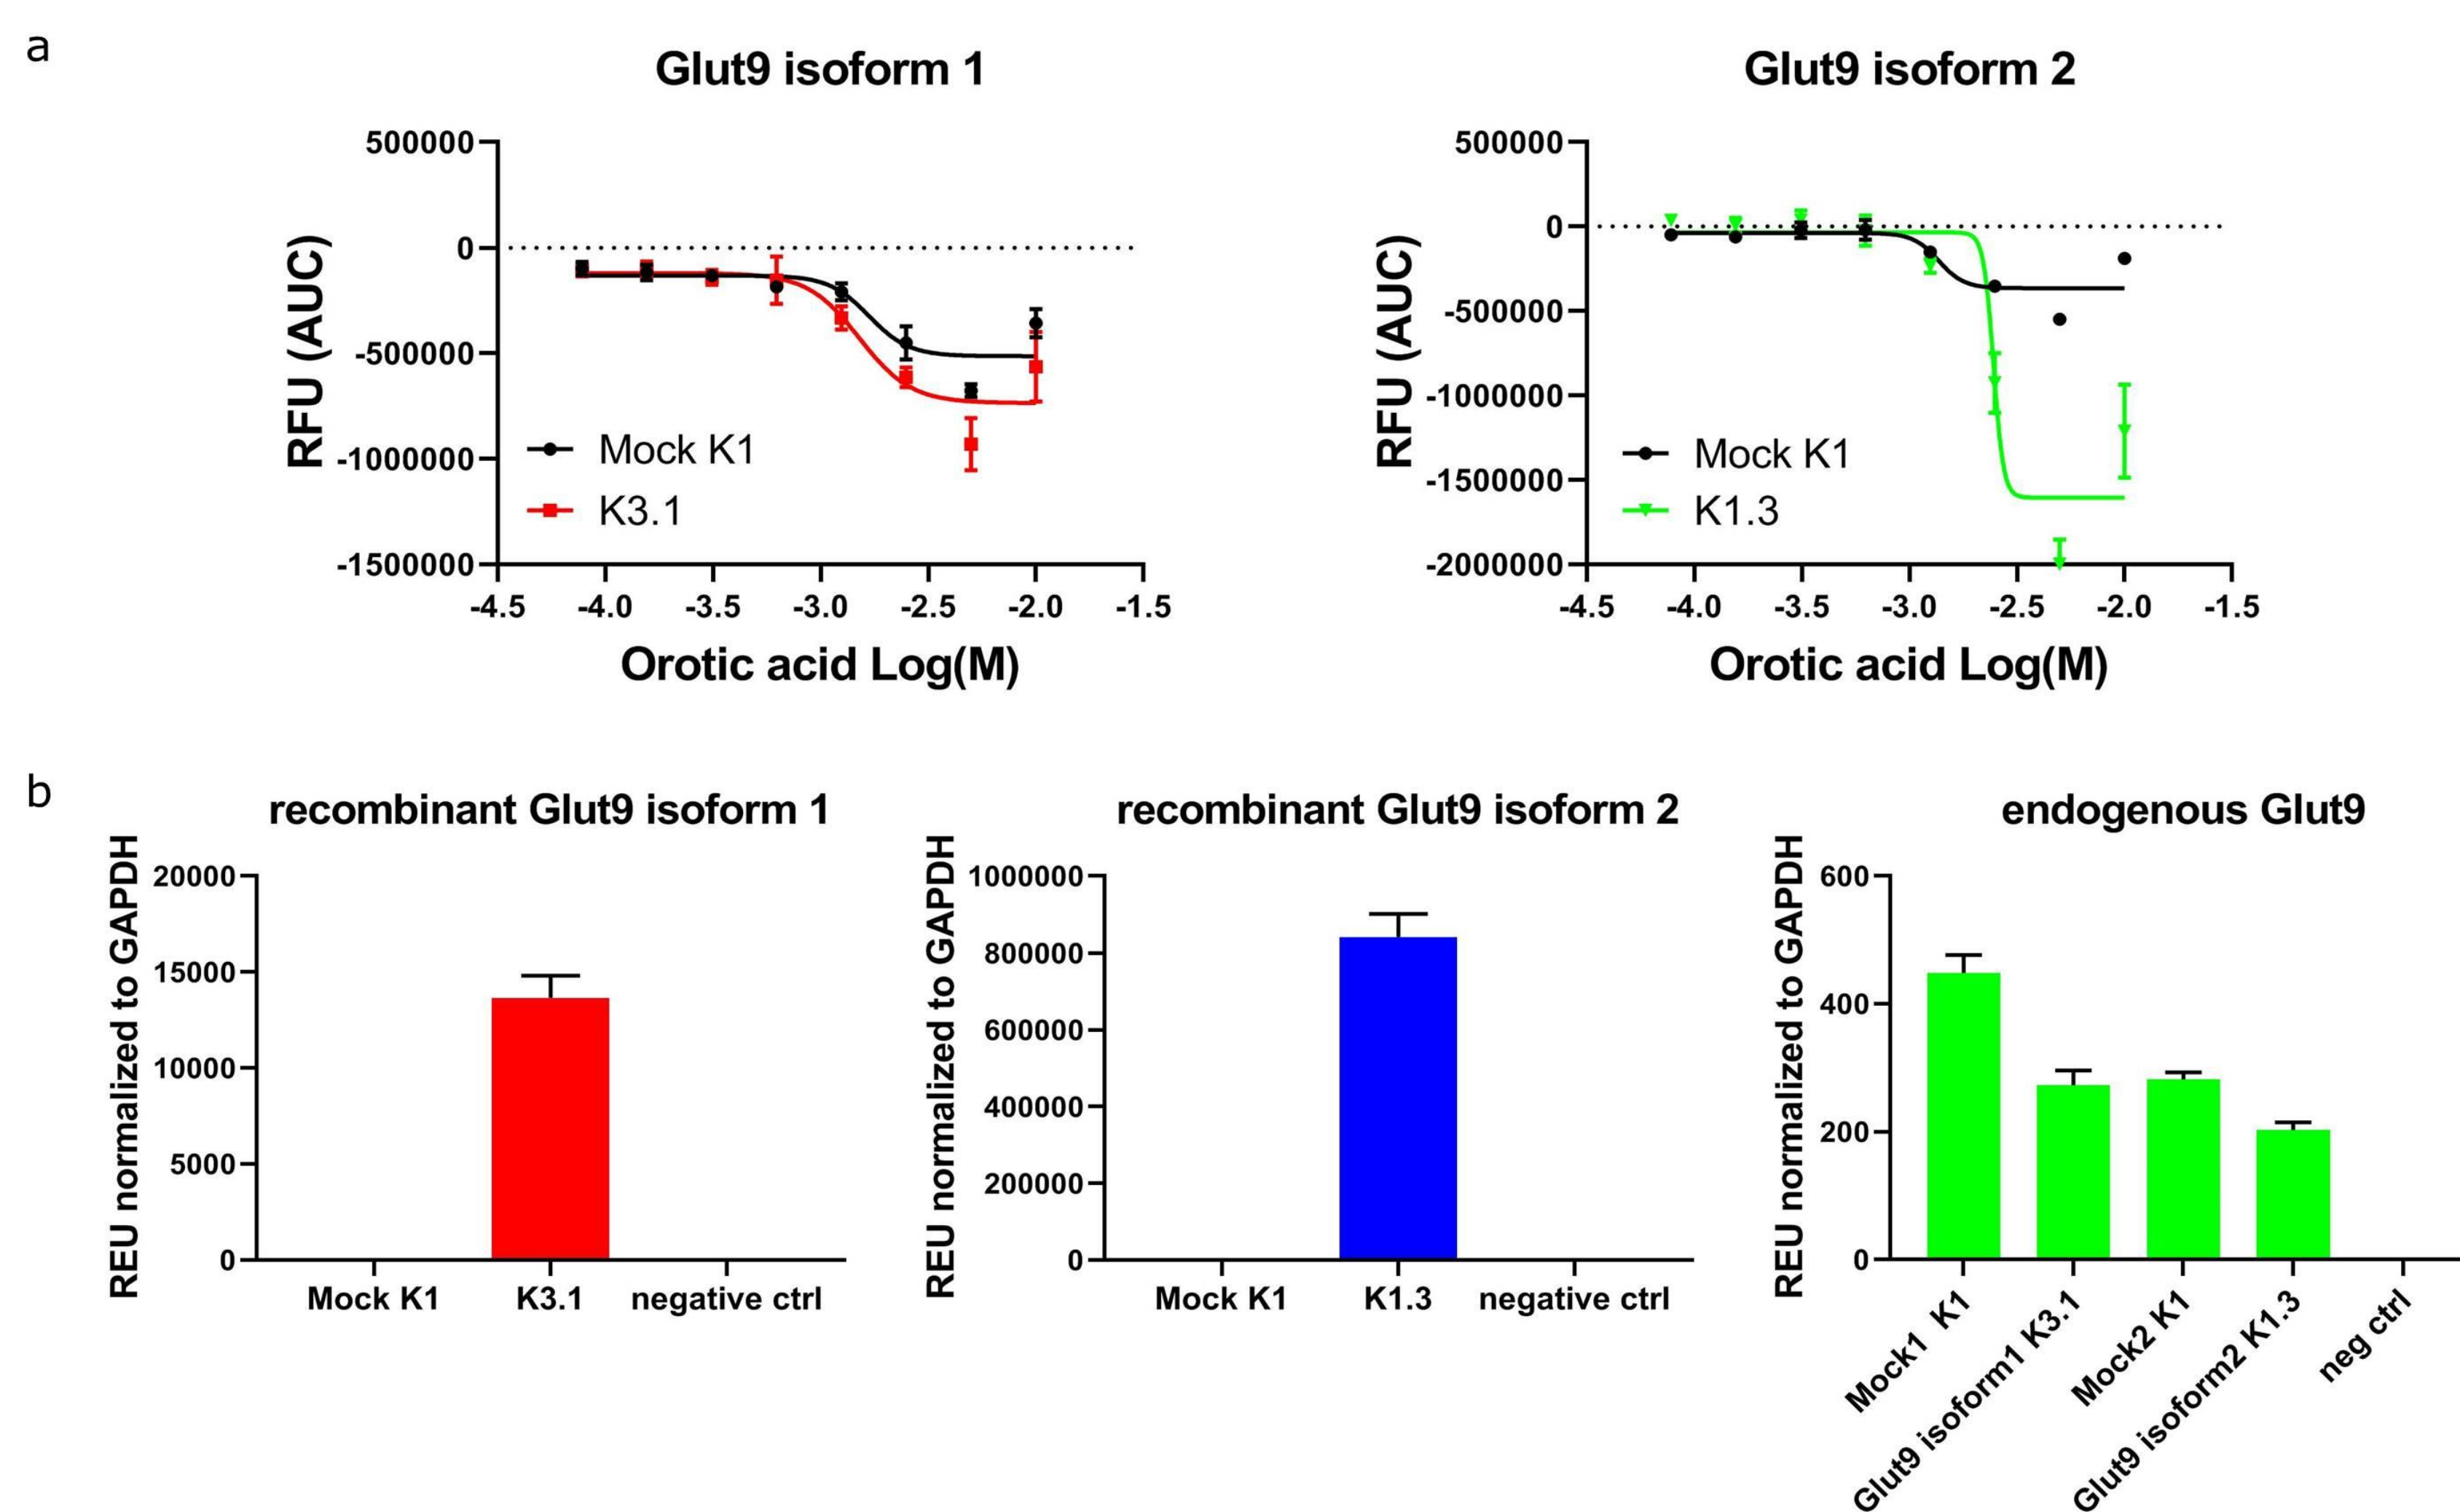 a
Glut9 isoform 1
RFU (AUC)
500000
0
-500000
-1000000
-1500000
Mock K1
K3.1
-4.5 -4.0 -3.5 -3.0 -2.5 -2.0 -1.5
Orotic acid Log(M)
Glut9 isoform 2
RFU (AUC)
500000
0
-500000
-1000000
-1500000
-2000000
Mock K1
K1.3
-4.5 -4.0 -3.5 -3.0 -2.5 -2.0 -1.5
Orotic acid Log(M)
b
recombinant Glut9 isoform 1
REU normalized to GAPDH
20000
15000
10000
5000
0
Mock K1 K3.1 negative ctrl
recombinant Glut9 isoform 2
REU normalized to GAPDH
1000000
800000
600000
400000
200000
0
Mock K1 K1.3 negative ctrl
endogenous Glut9
REU normalized to GAPDH
600
400
200
0
Mock1 K1
Glut9 isoform1 K3.1
Mock2 K1
Glut9 isoform2 K1.3
neg ctrl